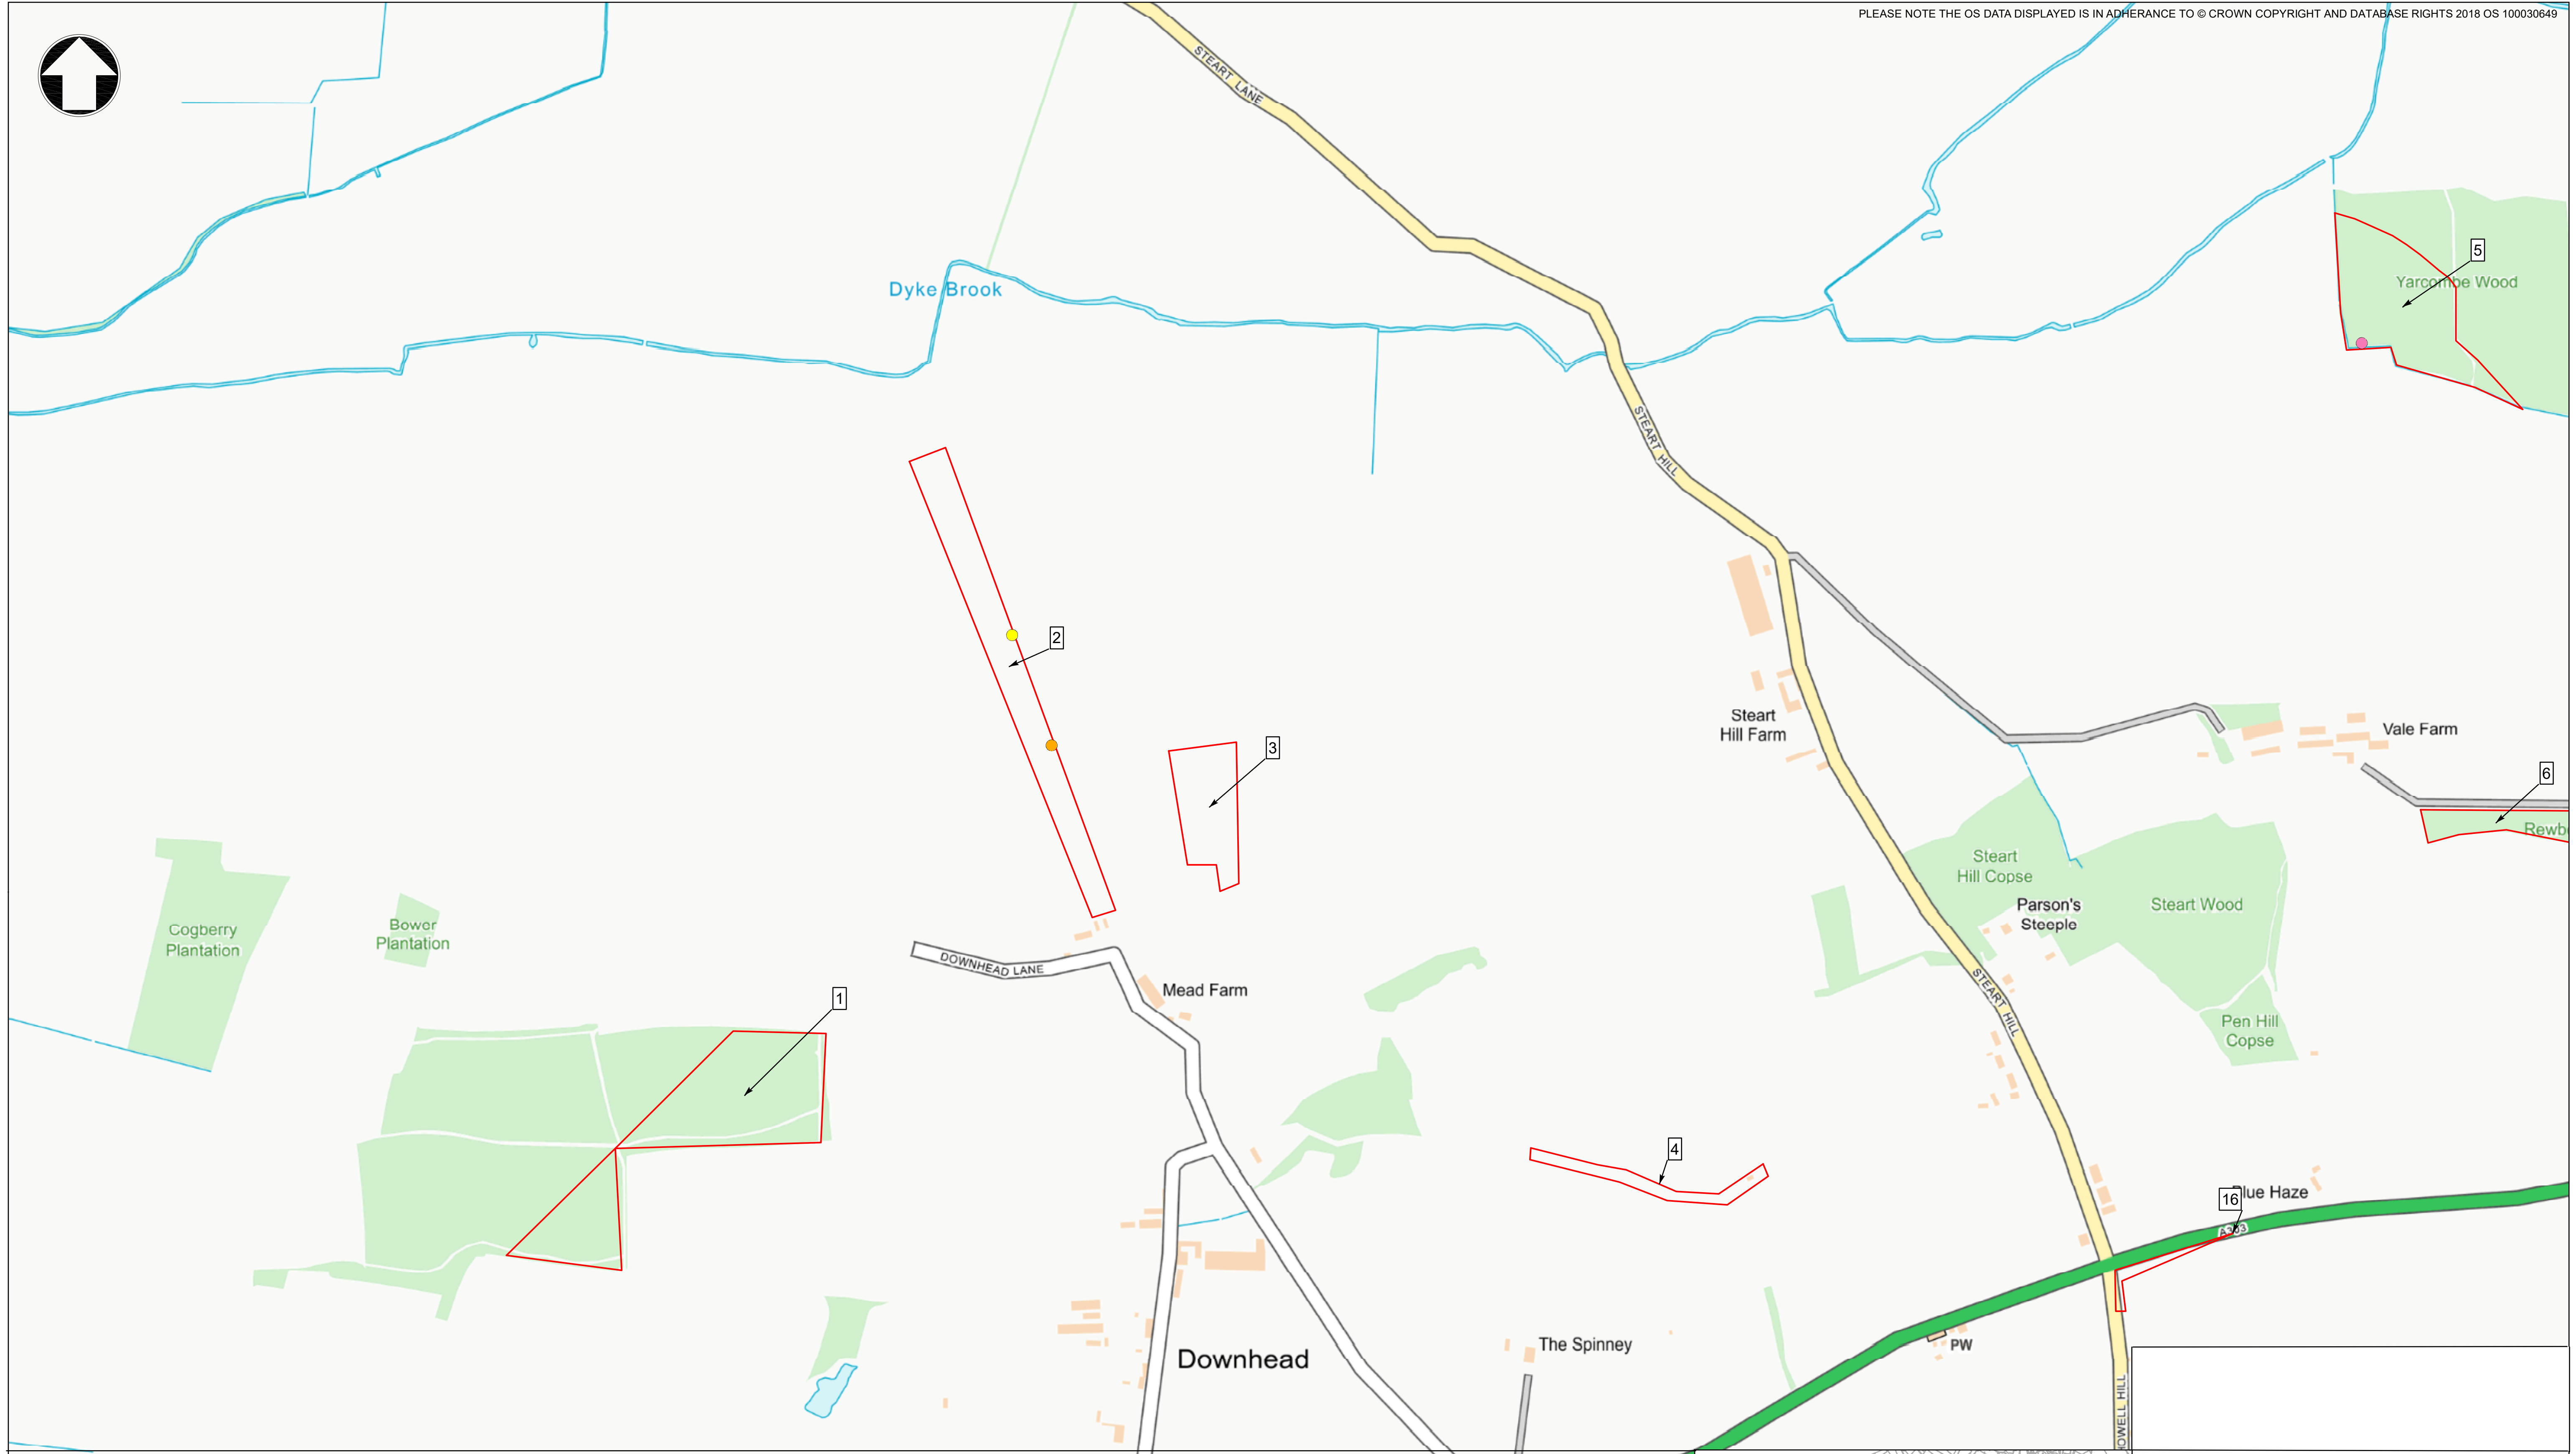 PLEASE NOTE THE OS DATA DISPLAYED IS IN ADHERANCE TO © CROWN COPYRIGHT AND DATABASE RIGHTS 2018 OS 100030649
STEART LANE
5
Yarcombe Wood
Dyke Brook
STEART HILL
2
Steart
Hill Farm
Vale Farm
3
6
Steart
Hill Copse
Parson's
Steeple
Steart Wood
Cogberry
Plantation
Bower
Plantation
DOWNHEAD LANE
Mead Farm
1
STEART HILL
Pen Hill
Copse
4
16
Blue Haze
A303
The Spinney
PW
Downhead